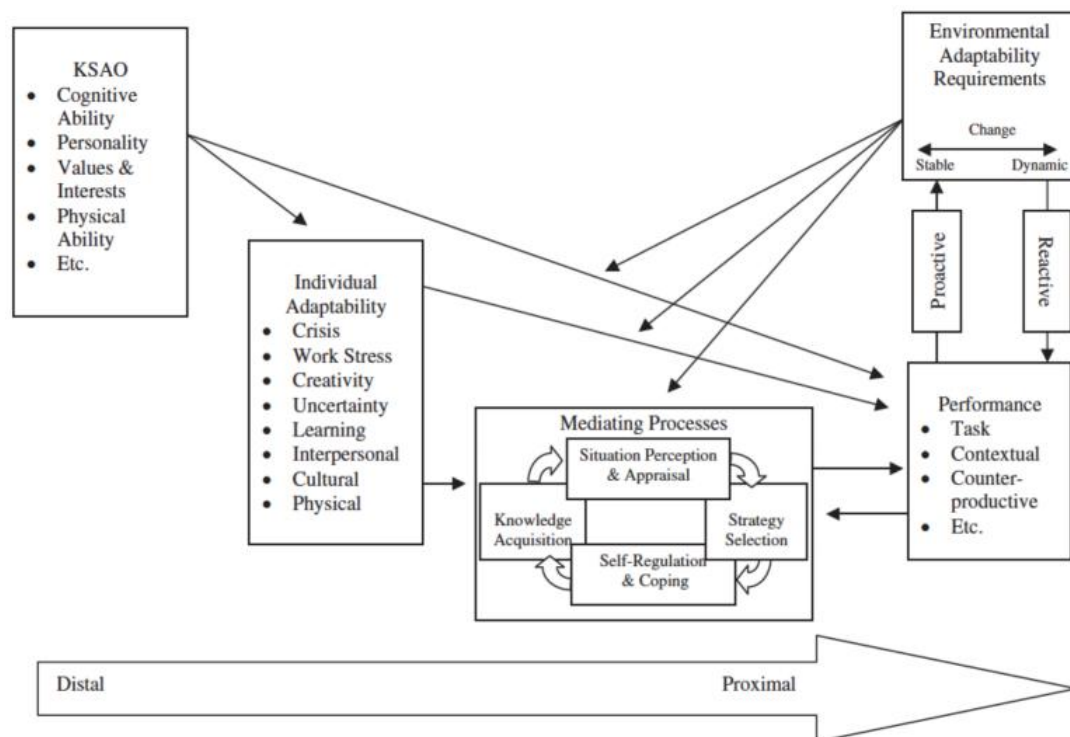 KSAO
• Cognitive
Ability
• Personality
• Values &
Interests
• Physical
Ability
• Etc.
Individual
Adaptability
• Crisis
• Work Stress
• Creativity
• Uncertainty
• Learning
• Interpersonal
• Cultural
• Physical
Mediating Processes
Situation Perception
& Appraisal
Knowledge
Acquisition
Strategy
Selection
Self-Regulation
& Coping
Environmental
Adaptability
Requirements
Change
Stable
Dynamic
Proactive
Reactive
Performance
• Task
• Contextual
• Counter-
productive
• Etc.
Distal
Proximal